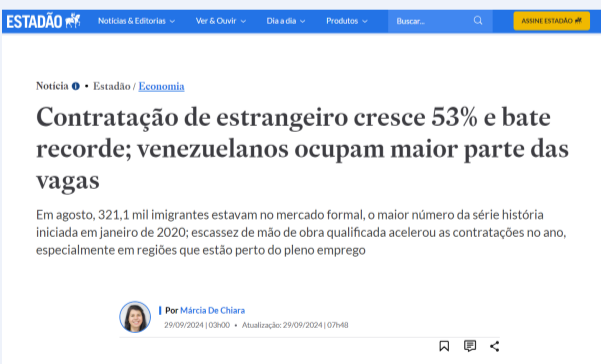 ESTADÃO
Notícias & Editorias Ver & Ouvir Dia a dia Produtos Buscar... ASSINE ESTADÃO
Notícia • Estadão / Economia
Contratação de estrangeiro cresce 53% e bate
recorde; venezuelanos ocupam maior parte das
vagas
Em agosto, 321,1 mil imigrantes estavam no mercado formal, o maior número da série história
iniciada em janeiro de 2020; escassez de mão de obra qualificada acelerou as contratações no ano,
especialmente em regiões que estão perto do pleno emprego
Por Márcia De Chiara
29/09/2024 | 03h00 • Atualização: 29/09/2024 | 07h48